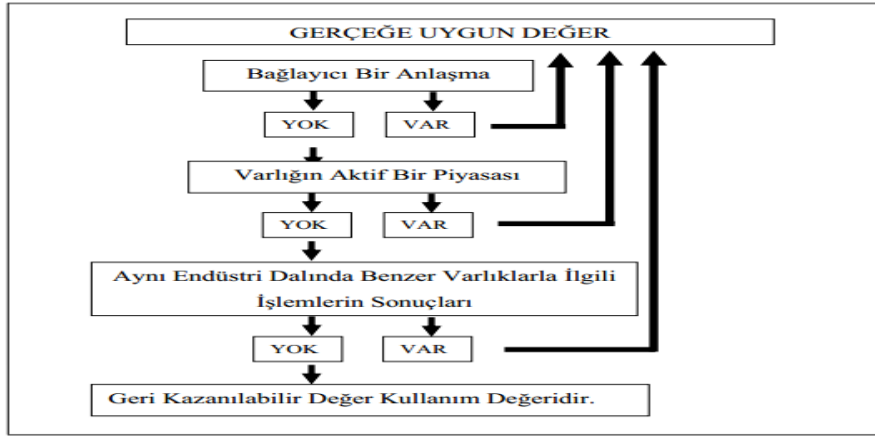 GERÇEĞE UYGUN DEĞER
Bağlayıcı Bir Anlaşma
YOK
VAR
Varlığın Aktif Bir Piyasası
YOK
VAR
Aynı Endüstri Dalında Benzer Varlıklarla İlgili
İşlemlerin Sonuçları
YOK
VAR
Geri Kazanılabilir Değer Kullanım Değeridir.